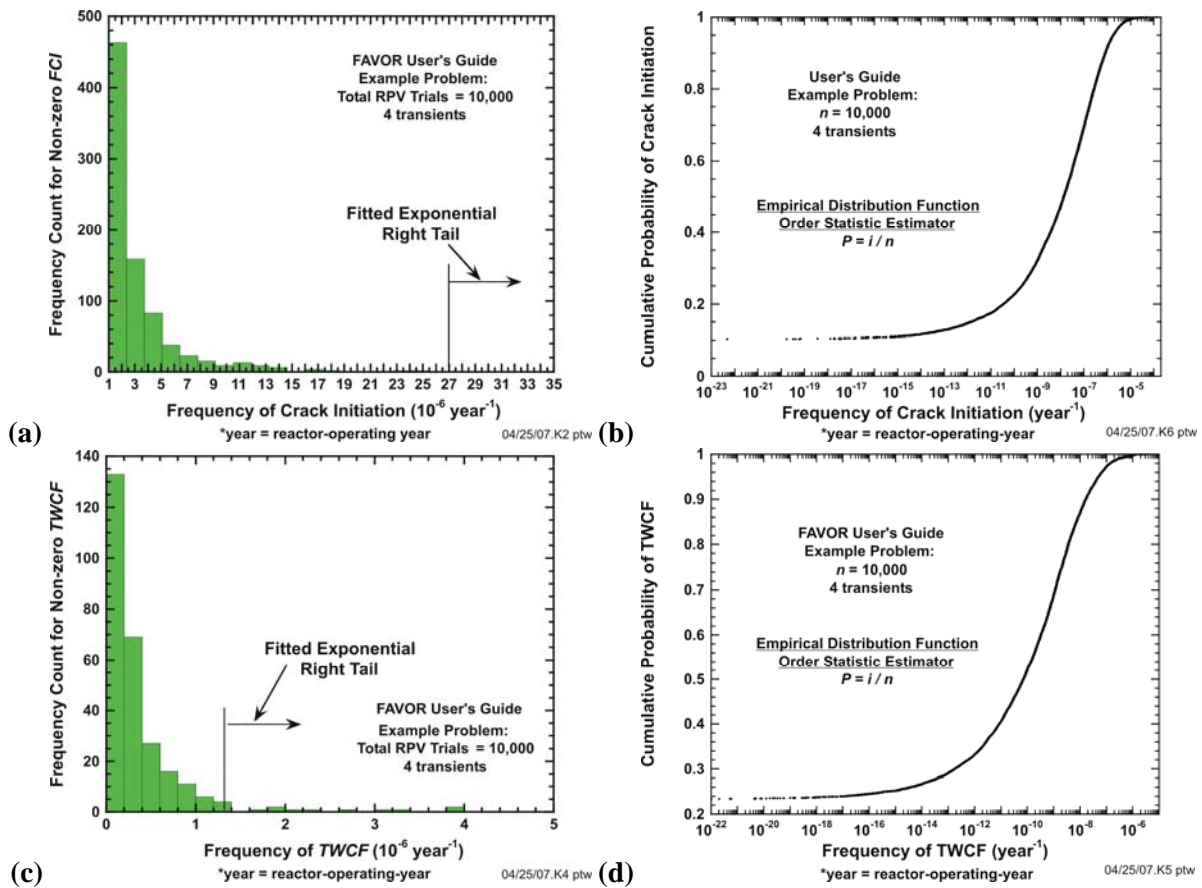 500
400
300
200
100
0
Frequency Count for Non-zero FCI
FAVOR User's Guide
Example Problem:
Total RPV Trials = 10,000
4 transients
Fitted Exponential
Right Tail
1 3 5 7 9 11 13 15 17 19 21 23 25 27 29 31 33 35
Frequency of Crack Initiation (10⁻⁶ year⁻¹)
*year = reactor-operating year
04/25/07.K2 ptw
(a)
1
0.8
0.6
0.4
0.2
0
Cumulative Probability of Crack Initiation
User's Guide
Example Problem:
n = 10,000
4 transients
Empirical Distribution Function
Order Statistic Estimator
P = i / n
10⁻²³ 10⁻²¹ 10⁻¹⁹ 10⁻¹⁷ 10⁻¹⁵ 10⁻¹³ 10⁻¹¹ 10⁻⁹ 10⁻⁷ 10⁻⁵
Frequency of Crack Initiation (year⁻¹)
*year = reactor-operating-year
04/25/07.K6 ptw
(b)
140
120
100
80
60
40
20
0
Frequency Count for Non-zero TWCF
Fitted Exponential
Right Tail
FAVOR User's Guide
Example Problem:
Total RPV Trials = 10,000
4 transients
0 1 2 3 4 5
Frequency of TWCF (10⁻⁶ year⁻¹)
*year = reactor-operating-year
04/25/07.K4 ptw
(c)
1
0.9
0.8
0.7
0.6
0.5
0.4
0.3
0.2
Cumulative Probability of TWCF
FAVOR User's Guide
Example Problem:
n = 10,000
4 transients
Empirical Distribution Function
Order Statistic Estimator
P = i / n
10⁻²² 10⁻²⁰ 10⁻¹⁸ 10⁻¹⁶ 10⁻¹⁴ 10⁻¹² 10⁻¹⁰ 10⁻⁸ 10⁻⁶
Frequency of TWCF (year⁻¹)
*year = reactor-operating-year
04/25/07.K5 ptw
(d)